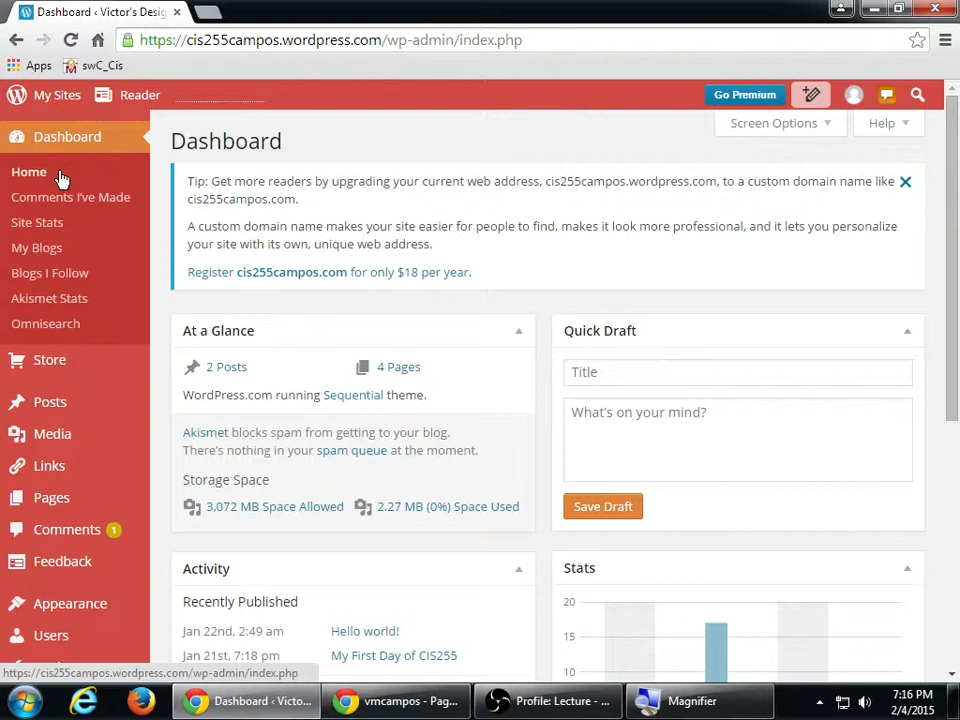 Dashboard ‹ Victor's Desig
https://cis255campos.wordpress.com/wp-admin/index.php
Apps
swC_Cis
My Sites
Reader
Go Premium
Dashboard
Home
Comments I've Made
Site Stats
My Blogs
Blogs I Follow
Akismet Stats
Omnisearch
Store
Posts
Media
Links
Pages
Comments 1
Feedback
Appearance
Users
Dashboard
Screen Options
Help
Tip: Get more readers by upgrading your current web address, cis255campos.wordpress.com, to a custom domain name like
cis255campos.com.
A custom domain name makes your site easier for people to find, makes it look more professional, and it lets you personalize
your site with its own, unique web address.
Register cis255campos.com for only $18 per year.
At a Glance
2 Posts
4 Pages
WordPress.com running Sequential theme.
Akismet blocks spam from getting to your blog.
There's nothing in your spam queue at the moment.
Storage Space
3,072 MB Space Allowed
2.27 MB (0%) Space Used
Quick Draft
Title
What's on your mind?
Save Draft
Activity
Recently Published
Jan 22nd, 2:49 am
Hello world!
Jan 21st, 7:18 pm
My First Day of CIS255
Stats
20
15
10
https://cis255campos.wordpress.com/wp-admin/index.php
Dashboard ‹ Victo...
vmcampos - Pag...
Profile: Lecture - ...
Magnifier
7:16 PM
2/4/2015